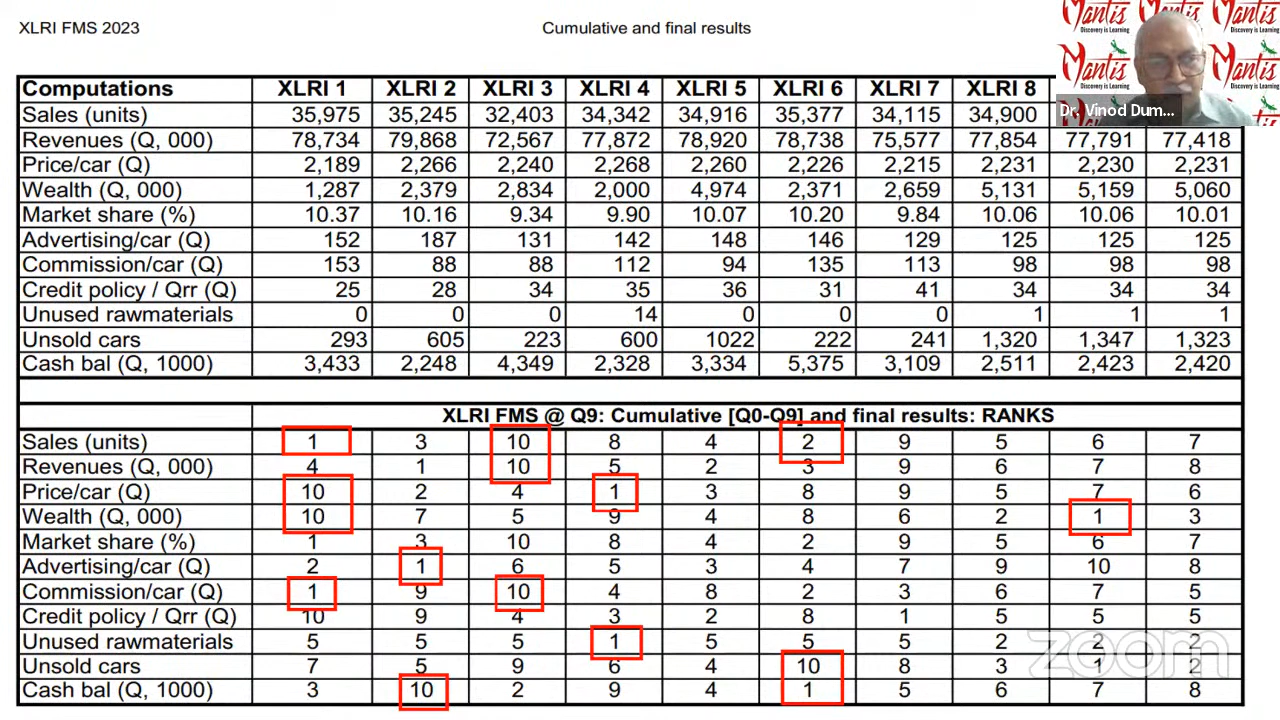 XLRI FMS 2023 Cumulative and final results
Mantis
Discovery is Learning
Mantis
Discovery is Learning
Mantis
Discovery is Learning
Mantis
Discovery is Learning
Dr. Vinod Dum...
Computations XLRI 1 XLRI 2 XLRI 3 XLRI 4 XLRI 5 XLRI 6 XLRI 7 XLRI 8
Sales (units) 35,975 35,245 32,403 34,342 34,916 35,377 34,115 34,900
Revenues (Q, 000) 78,734 79,868 72,567 77,872 78,920 78,738 75,577 77,854 77,791 77,418
Price/car (Q) 2,189 2,266 2,240 2,268 2,260 2,226 2,215 2,231 2,230 2,231
Wealth (Q, 000) 1,287 2,379 2,834 2,000 4,974 2,371 2,659 5,131 5,159 5,060
Market share (%) 10.37 10.16 9.34 9.90 10.07 10.20 9.84 10.06 10.06 10.01
Advertising/car (Q) 152 187 131 142 148 146 129 125 125 125
Commission/car (Q) 153 88 88 112 94 135 113 98 98 98
Credit policy / Qrr (Q) 25 28 34 35 36 31 41 34 34 34
Unused rawmaterials 0 0 0 14 0 0 0 1 1 1
Unsold cars 293 605 223 600 1022 222 241 1,320 1,347 1,323
Cash bal (Q, 1000) 3,433 2,248 4,349 2,328 3,334 5,375 3,109 2,511 2,423 2,420
XLRI FMS @ Q9: Cumulative [Q0-Q9] and final results: RANKS
Sales (units) 1 3 10 8 4 2 9 5 6 7
Revenues (Q, 000) 4 1 10 5 2 3 9 6 7 8
Price/car (Q) 10 2 4 1 3 8 9 5 7 6
Wealth (Q, 000) 10 7 5 9 4 8 6 2 1 3
Market share (%) 1 3 10 8 4 2 9 5 6 7
Advertising/car (Q) 2 1 6 5 3 4 7 9 10 8
Commission/car (Q) 1 9 10 4 8 2 3 6 7 5
Credit policy / Qrr (Q) 10 9 4 3 2 8 1 5 5 5
Unused rawmaterials 5 5 5 1 5 5 5 2 2 2
Unsold cars 7 5 9 6 4 10 8 3 1 2
Cash bal (Q, 1000) 3 10 2 9 4 1 5 6 7 8
zoom